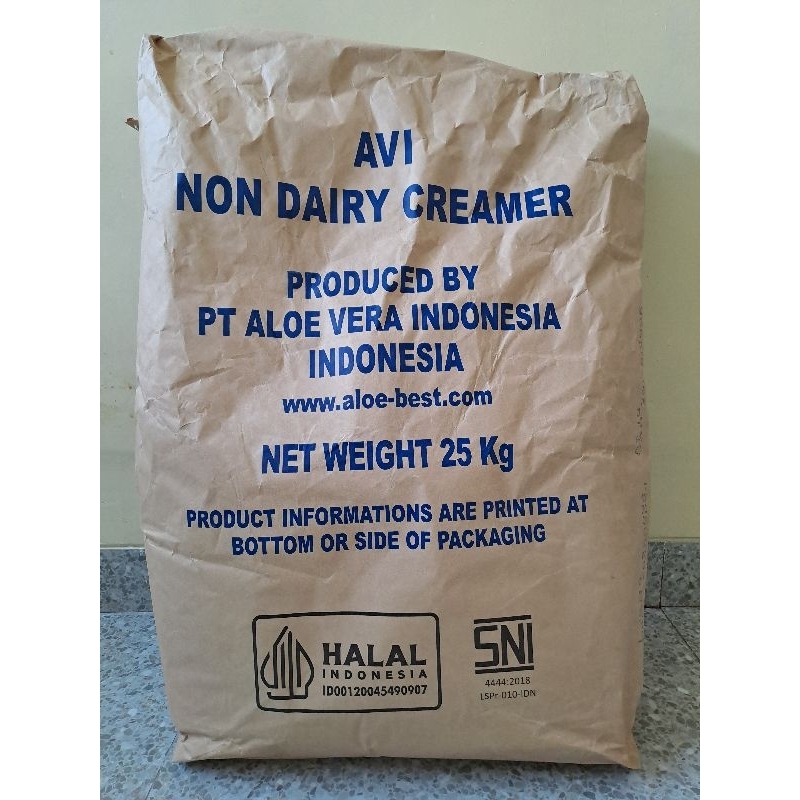 AVI
NON DAIRY CREAMER
PRODUCED BY
PT ALOE VERA INDONESIA
INDONESIA
www.aloe-best.com
NET WEIGHT 25 Kg
PRODUCT INFORMATIONS ARE PRINTED AT
BOTTOM OR SIDE OF PACKAGING
HALAL
INDONESIA
ID00120045490907
SNI
4444:2018
LSPr-010-IDN